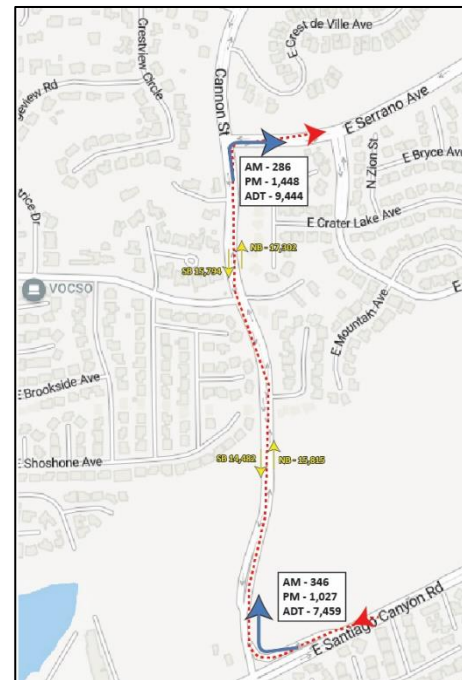 E Crest de Ville Ave
Crestview Circle
Cannon St
E Serrano Ave
AM - 286
PM - 1,448
ADT - 9,444
N Zion St
E Bryce Av
E Crater Lake Ave
NB - 17,302
SB 15,794
VOCSO
E Mountain Ave
E Brookside Ave
E Shoshone Ave
SB 14,482
NB - 15,815
AM - 346
PM - 1,027
ADT - 7,459
E Santiago Canyon Rd